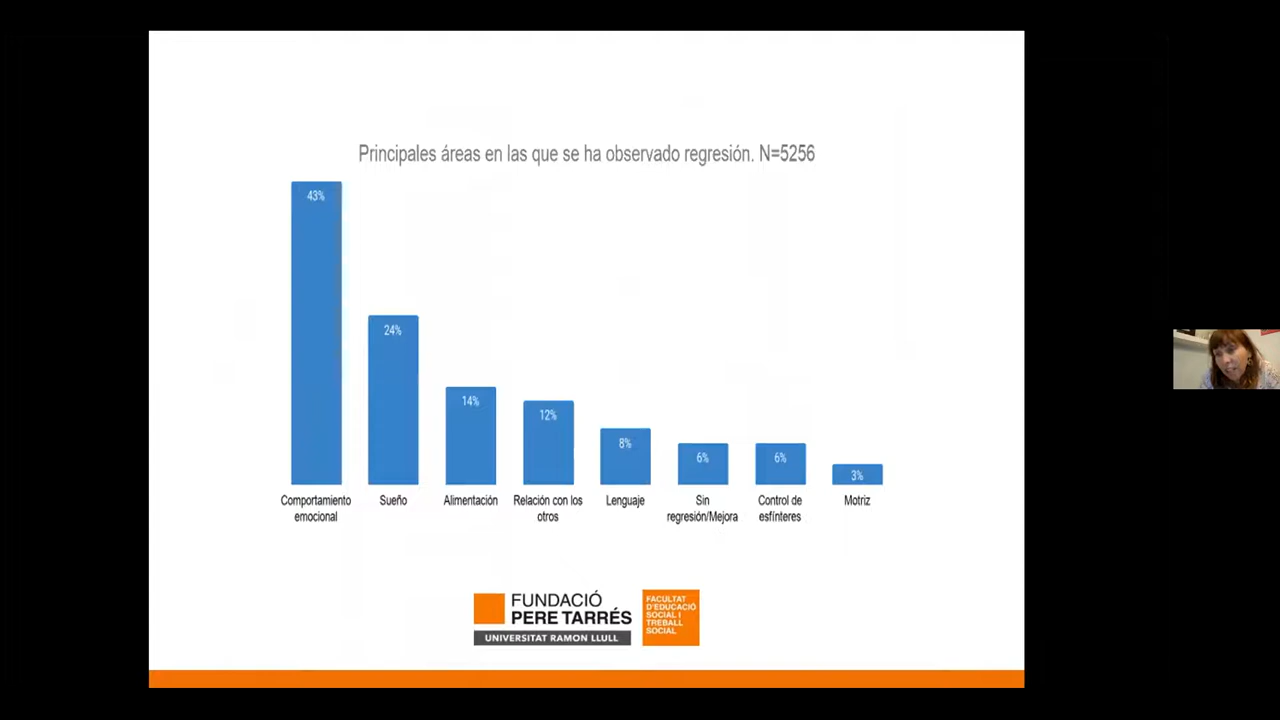 Principales áreas en las que se ha observado regresión. N=5256
43%
24%
14%
12%
8%
6%
6%
3%
Comportamiento
emocional
Sueño
Alimentación
Relación con los
otros
Lenguaje
Sin
regresión/Mejora
Control de
esfínteres
Motriz
FUNDACIÓ
PERE TARRÉS
UNIVERSITAT RAMON LLULL
FACULTAT
D'EDUCACIÓ
SOCIAL I
TREBALL
SOCIAL